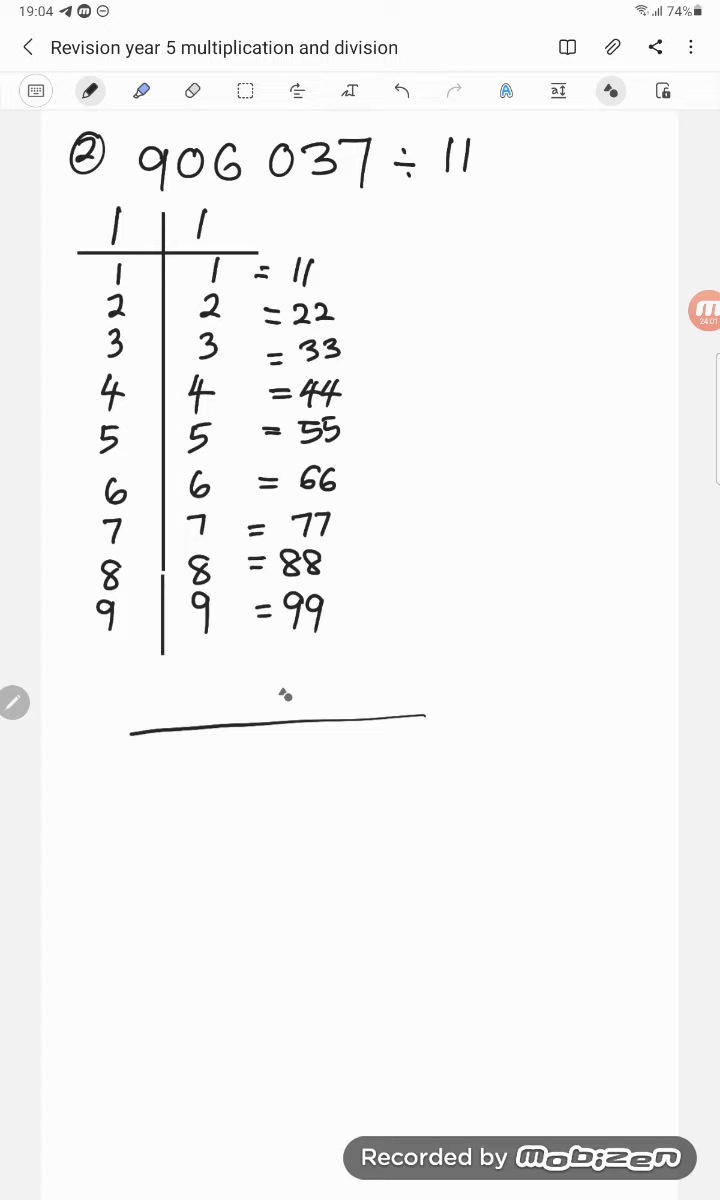 19:04 74%
Revision year 5 multiplication and division
② 906 037 ÷ 11
1 1
1 1 = 11
2 2 = 22
3 3 = 33
4 4 = 44
5 5 = 55
6 6 = 66
7 7 = 77
8 8 = 88
9 9 = 99
24:01
Recorded by mobizen